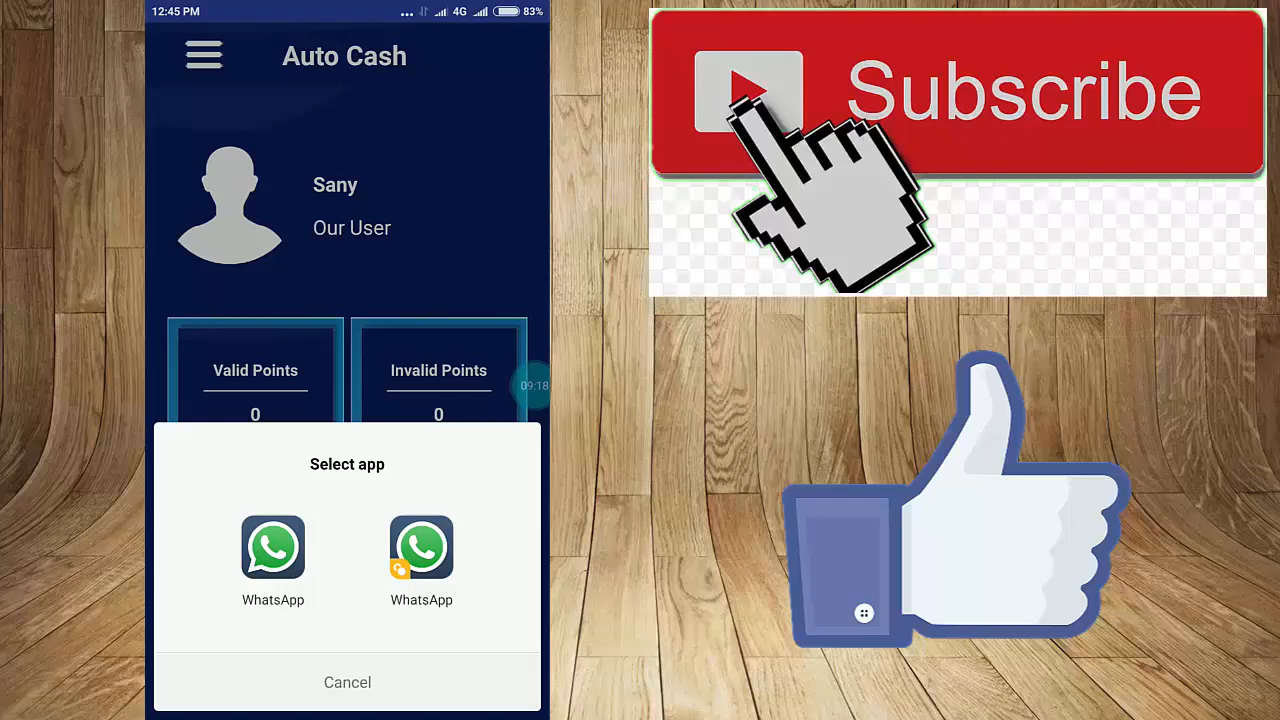 12:45 PM
4G
83%
Auto Cash
Sany
Our User
Valid Points
Invalid Points
0
0
09:18
Select app
WhatsApp
WhatsApp
Cancel
Subscribe